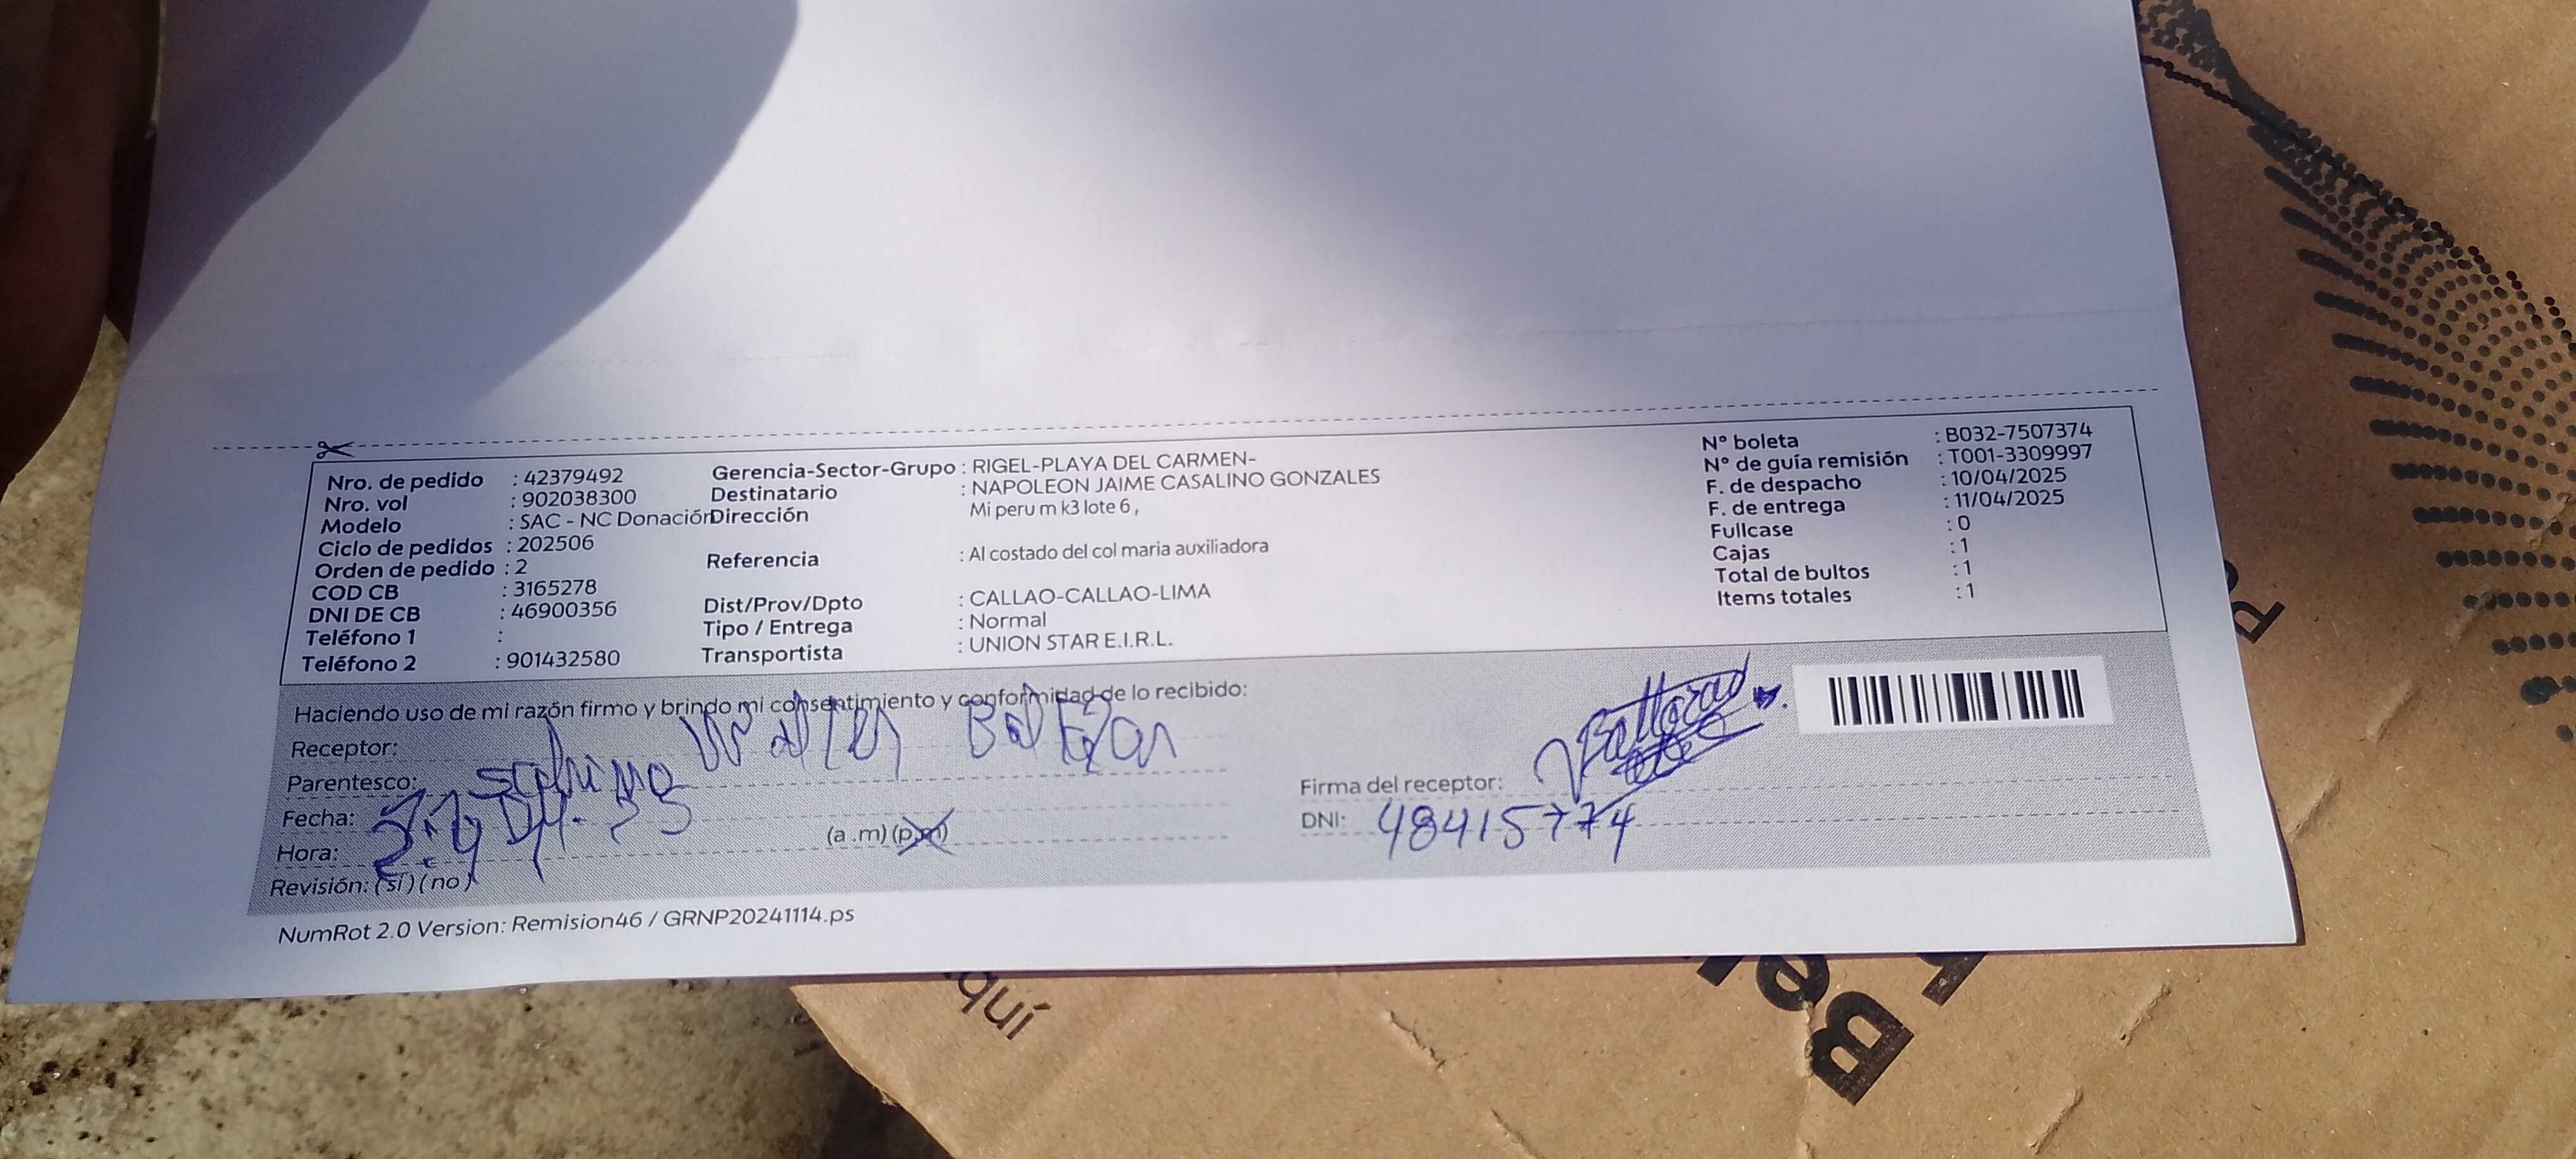 Nro. de pedido : 42379492
Nro. vol : 902038300
Modelo : SAC - NC Donación
Ciclo de pedidos : 202506
Orden de pedido : 2
COD CB : 3165278
DNI DE CB : 46900356
Teléfono 1 :
Teléfono 2 : 901432580
Gerencia-Sector-Grupo : RIGEL-PLAYA DEL CARMEN-
Destinatario : NAPOLEON JAIME CASALINO GONZALES
Dirección Mi peru m k3 lote 6 ,
Referencia : Al costado del col maria auxiliadora
Dist/Prov/Dpto : CALLAO-CALLAO-LIMA
Tipo / Entrega : Normal
Transportista : UNION STAR E.I.R.L.
N° boleta : B032-7507374
N° de guía remisión : T001-3309997
F. de despacho : 10/04/2025
F. de entrega : 11/04/2025
Fullcase : 0
Cajas : 1
Total de bultos : 1
Items totales : 1
Haciendo uso de mi razón firmo y brindo mi consentimiento y conformidad de lo recibido:
Receptor: Walter
Parentesco:
Fecha:
Hora: (a .m) (p.m)
Revisión: (sí) (no)
Firma del receptor:
DNI: 48415774
NumRot 2.0 Version: Remision46 / GRNP20241114.ps
quí